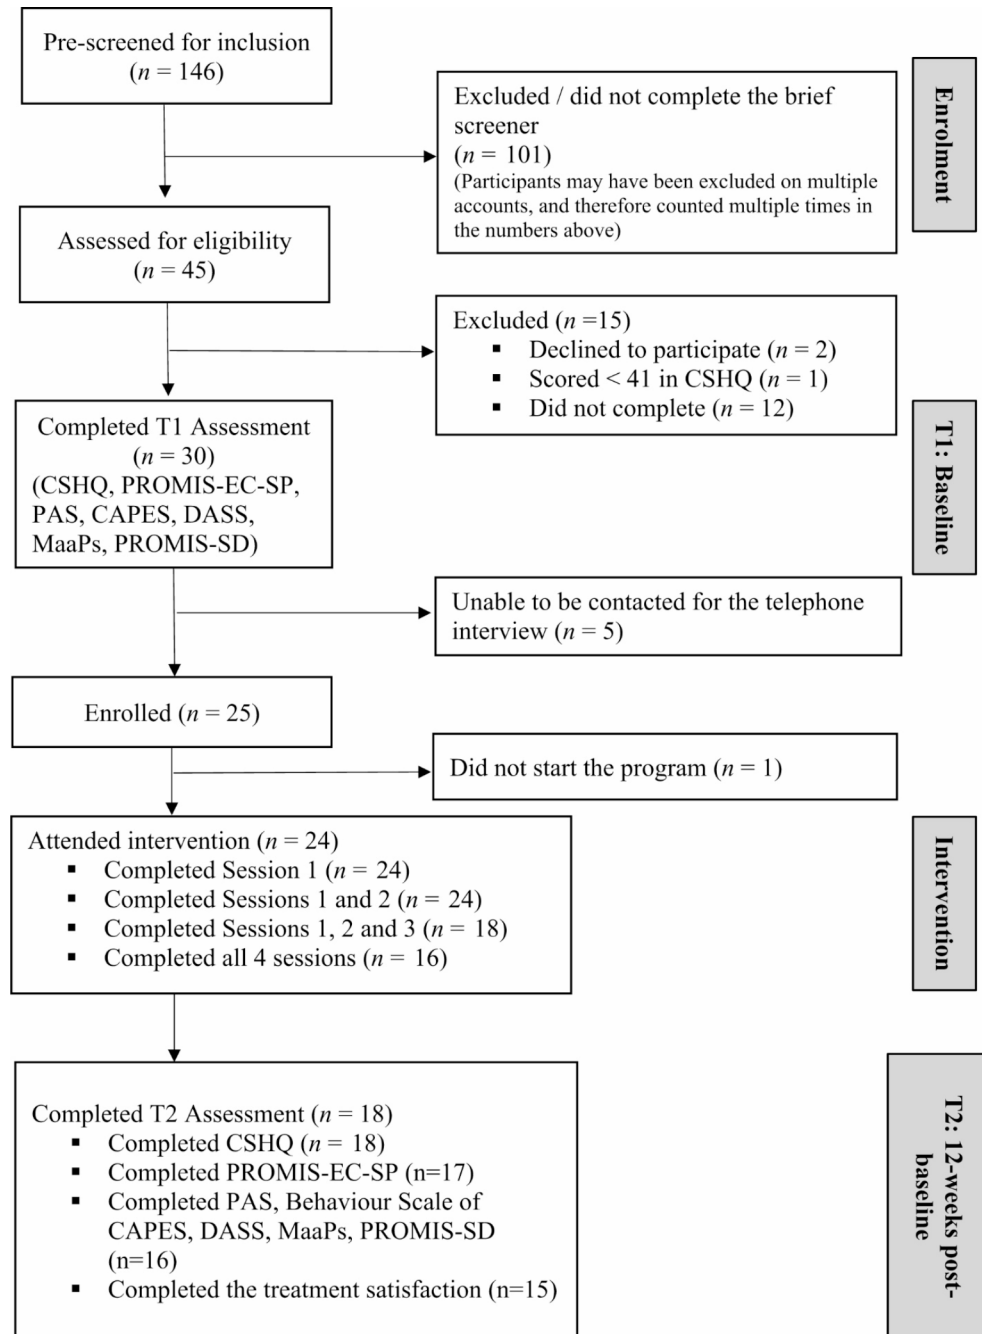 Pre-screened for inclusion
(n = 146)
Enrolment
Excluded / did not complete the brief
screener
(n = 101)
(Participants may have been excluded on multiple
accounts, and therefore counted multiple times in
the numbers above)
Assessed for eligibility
(n = 45)
Excluded (n =15)
▪ Declined to participate (n = 2)
▪ Scored < 41 in CSHQ (n = 1)
▪ Did not complete (n = 12)
T1: Baseline
Completed T1 Assessment
(n = 30)
(CSHQ, PROMIS-EC-SP,
PAS, CAPES, DASS,
MaaPs, PROMIS-SD)
Unable to be contacted for the telephone
interview (n = 5)
Enrolled (n = 25)
Did not start the program (n = 1)
Intervention
Attended intervention (n = 24)
▪ Completed Session 1 (n = 24)
▪ Completed Sessions 1 and 2 (n = 24)
▪ Completed Sessions 1, 2 and 3 (n = 18)
▪ Completed all 4 sessions (n = 16)
T2: 12-weeks post-
baseline
Completed T2 Assessment (n = 18)
▪ Completed CSHQ (n = 18)
▪ Completed PROMIS-EC-SP (n=17)
▪ Completed PAS, Behaviour Scale of
CAPES, DASS, MaaPs, PROMIS-SD
(n=16)
▪ Completed the treatment satisfaction (n=15)